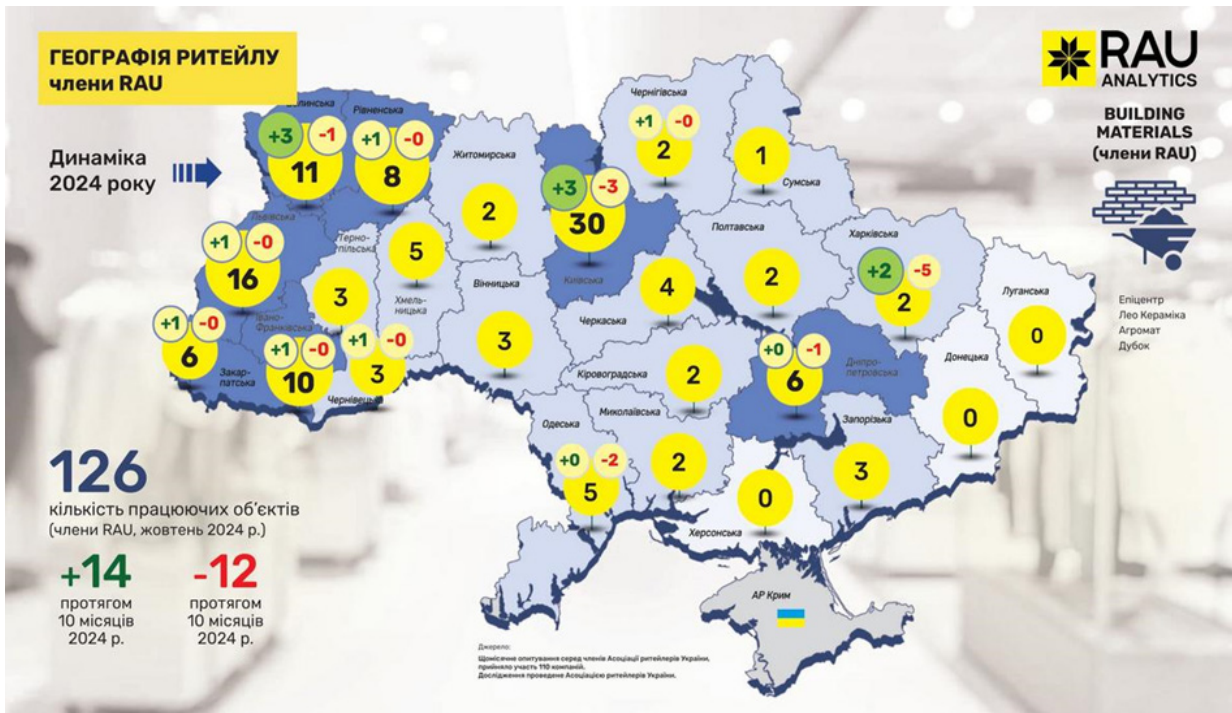 ГЕОГРАФІЯ РИТЕЙЛУ
члени RAU
Динаміка
2024 року
RAU
ANALYTICS
BUILDING
MATERIALS
(члени RAU)
Епіцентр
Лео Кераміка
Агромат
Дубок
Волинська
+3 -1
11
Рівненська
+1 -0
8
Житомирська
2
+3 -3
30
Київська
Чернігівська
+1 -0
2
1
Сумська
Львівська
+1 -0
16
Терно-
пільська
3
5
Хмель-
ницька
Вінницька
3
4
Черкаська
Полтавська
2
Харківська
+2 -5
2
Луганська
0
+1 -0
6
Закар-
патська
Івано-
Франківська
+1 -0
10
+1 -0
3
Чернівецька
Кіровоградська
2
+0 -1
6
Дніпро-
петровська
Донецька
0
Одеська
+0 -2
5
Миколаївська
2
Запорізька
3
0
Херсонська
АР Крим
126
кількість працюючих об’єктів
(члени RAU, жовтень 2024 р.)
+14
протягом
10 місяців
2024 р.
-12
протягом
10 місяців
2024 р.
Джерело:
Щомісячне опитування серед членів Асоціації ритейлерів України,
прийняло участь 110 компаній.
Дослідження проведене Асоціацією ритейлерів України.